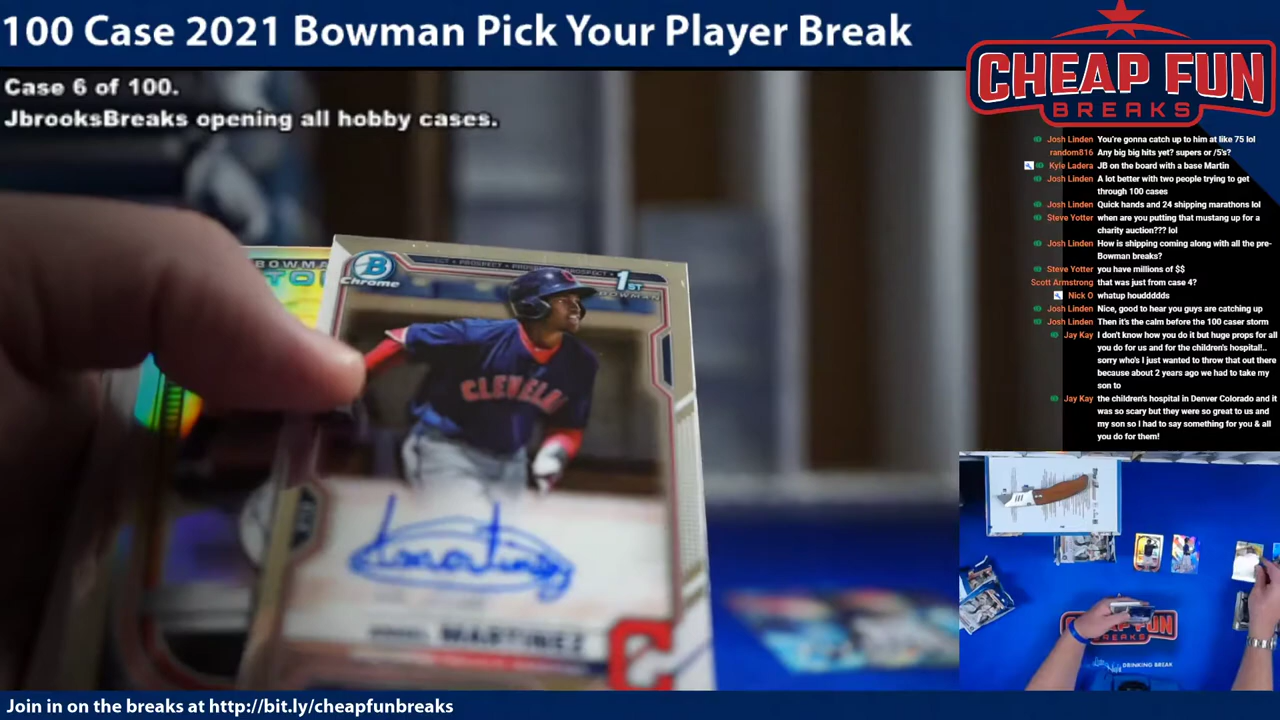 100 Case 2021 Bowman Pick Your Player Break
Case 6 of 100.
JbrooksBreaks opening all hobby cases.
CHEAP FUN
BREAKS
Josh Linden You're gonna catch up to him at like 75 lol
random816 Any big big hits yet? supers or /5's?
Kyle Ladera JB on the board with a base Martin
Josh Linden A lot better with two people trying to get
through 100 cases
Josh Linden Quick hands and 24 shipping marathons lol
Steve Yotter when are you putting that mustang up for a
charity auction??? lol
Josh Linden How is shipping coming along with all the pre-
Bowman breaks?
Steve Yotter you have millions of $$
Scott Armstrong that was just from case 4?
Nick O whatup houddddds
Josh Linden Nice, good to hear you guys are catching up
Josh Linden Then it's the calm before the 100 caser storm
Jay Kay I don't know how you do it but huge props for all
you do for us and for the children's hospital!..
sorry who's I just wanted to throw that out there
because about 2 years ago we had to take my
son to
Jay Kay the children's hospital in Denver Colorado and it
was so scary but they were so great to us and
my son so I had to say something for you & all
you do for them!
BOWMAN
B
Chrome
PROSPECT PROSPECT
1ST
BOWMAN
CLEVELAN
MARTINEZ
C
CHEAP FUN
BREAKS
DRINKING BREAK
Join in on the breaks at http://bit.ly/cheapfunbreaks